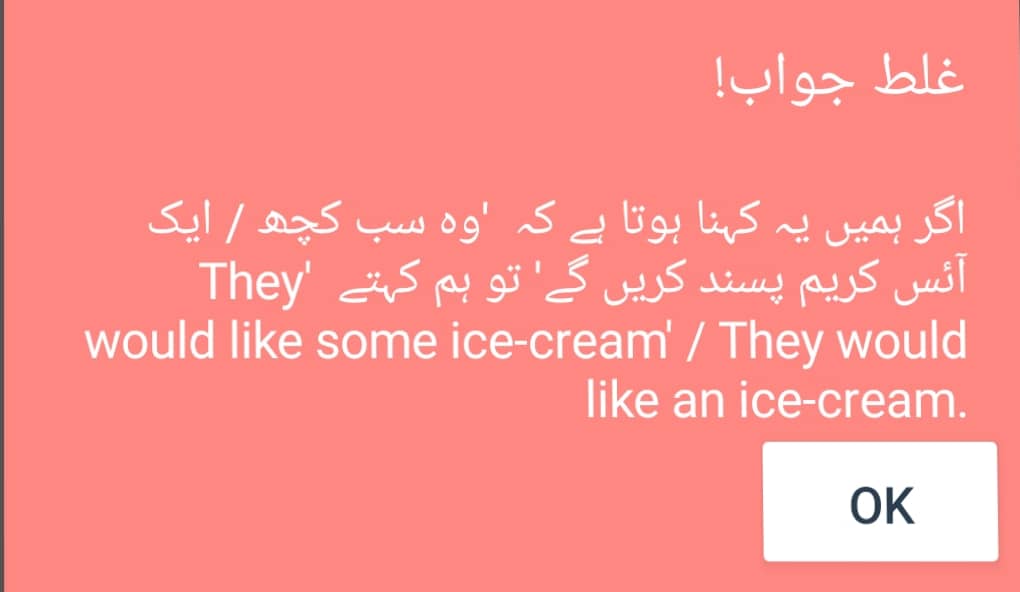 غلط جواب!
اگر ہمیں یہ کہنا ہوتا ہے کہ 'وہ سب کچھ / ایک
آئس کریم پسند کریں گے' تو ہم کہتے 'They
would like some ice-cream' / They would
like an ice-cream.
OK